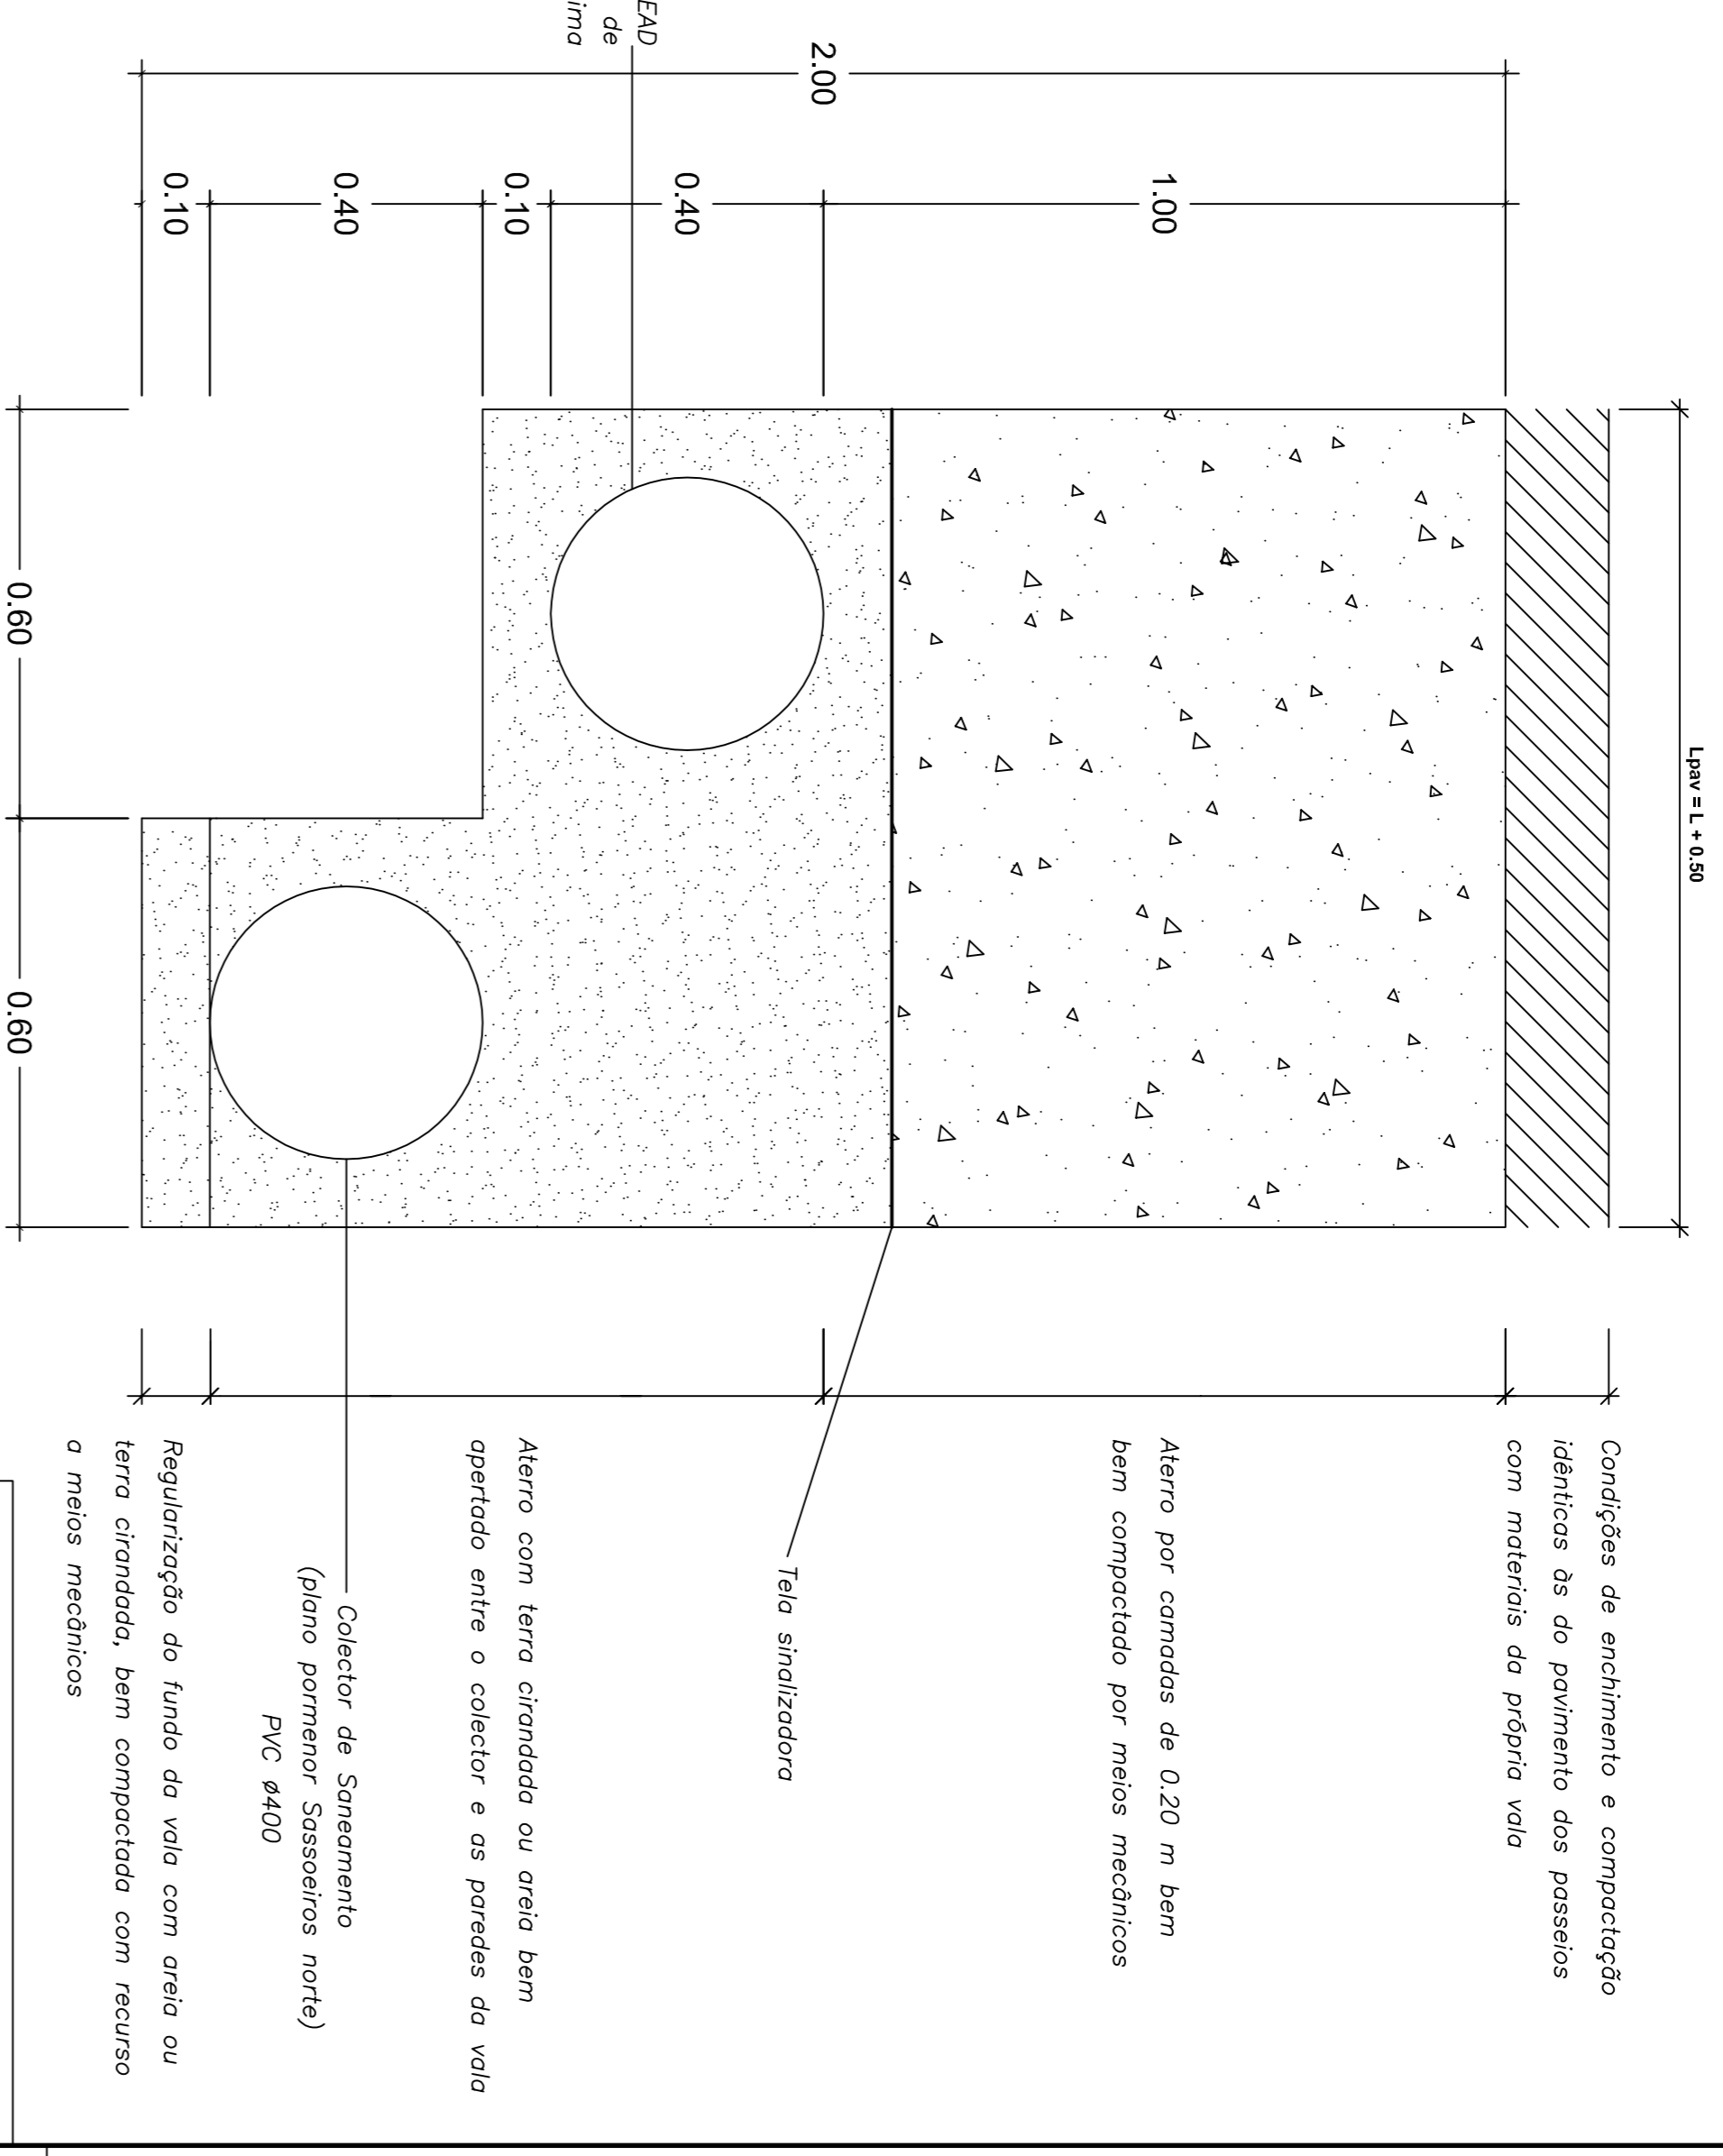 Lpav = L + 0.50
Condições de enchimento e compactação
idênticas às do pavimento dos passeios
com materiais da própria vala
1.00
Aterro por camadas de 0.20 m bem
bem compactado por meios mecânicos
2.00
Tela sinalizadora
0.40
EAD
de
ima
0.10
Aterro com terra cirandada ou areia bem
apertado entre o colector e as paredes da vala
0.40
Colector de Saneamento
(plano pormenor Sassoeiros norte)
PVC ø400
0.10
Regularização do fundo da vala com areia ou
terra cirandada, bem compactada com recurso
a meios mecânicos
0.60
0.60